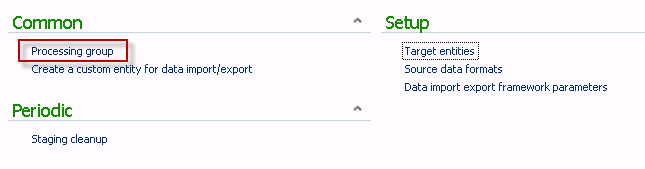 Common
Processing group
Create a custom entity for data import/export
Periodic
Staging cleanup
Setup
Target entities
Source data formats
Data import export framework parameters